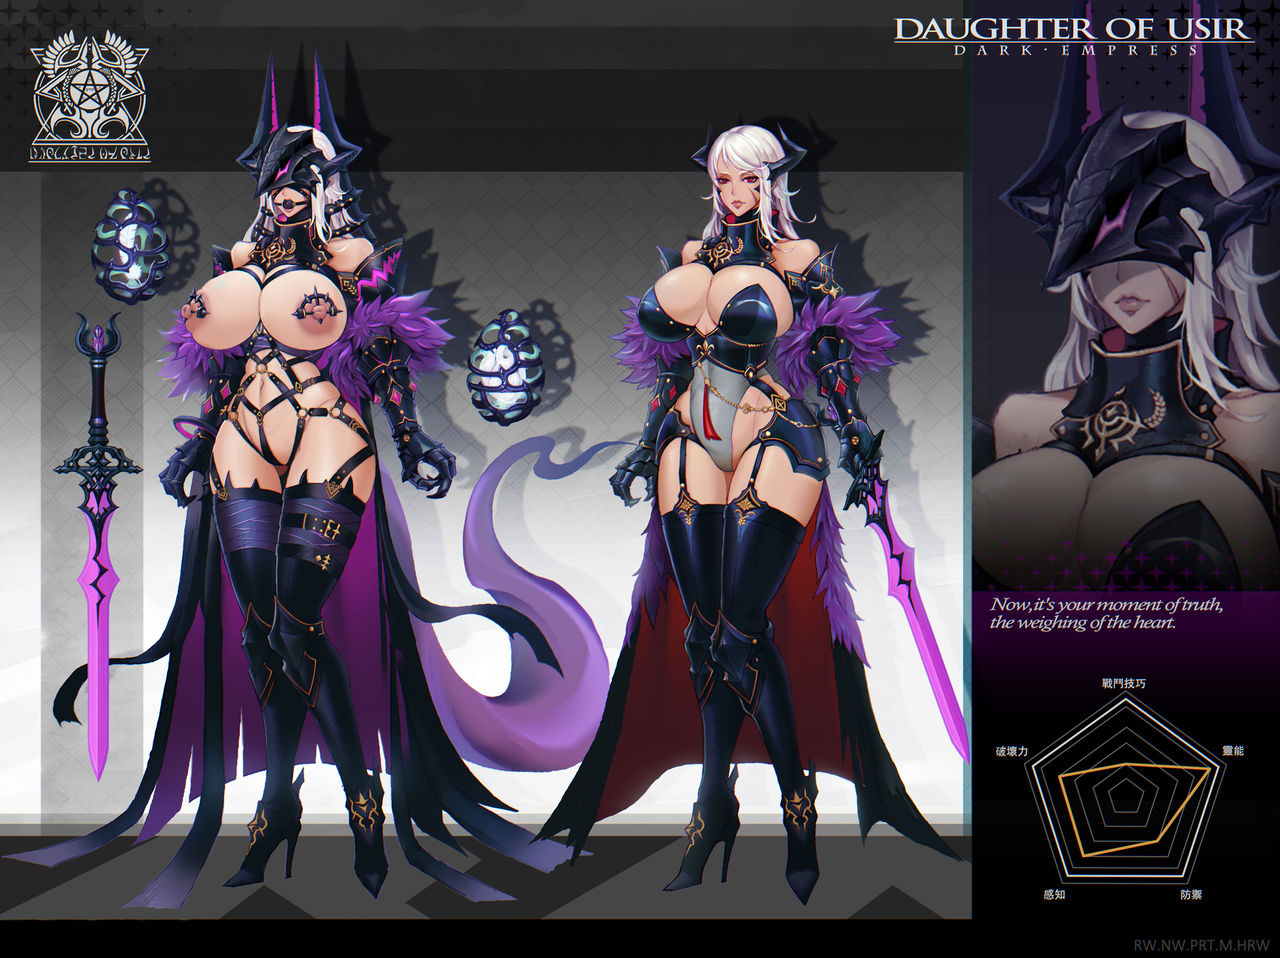 DAUGHTER OF USIR
DARK·EMPRESS
Now,it's your moment of truth,
the weighing of the heart.
戰鬥技巧
破壞力
靈能
感知
防禦
RW.NW.PRT.M.HRW